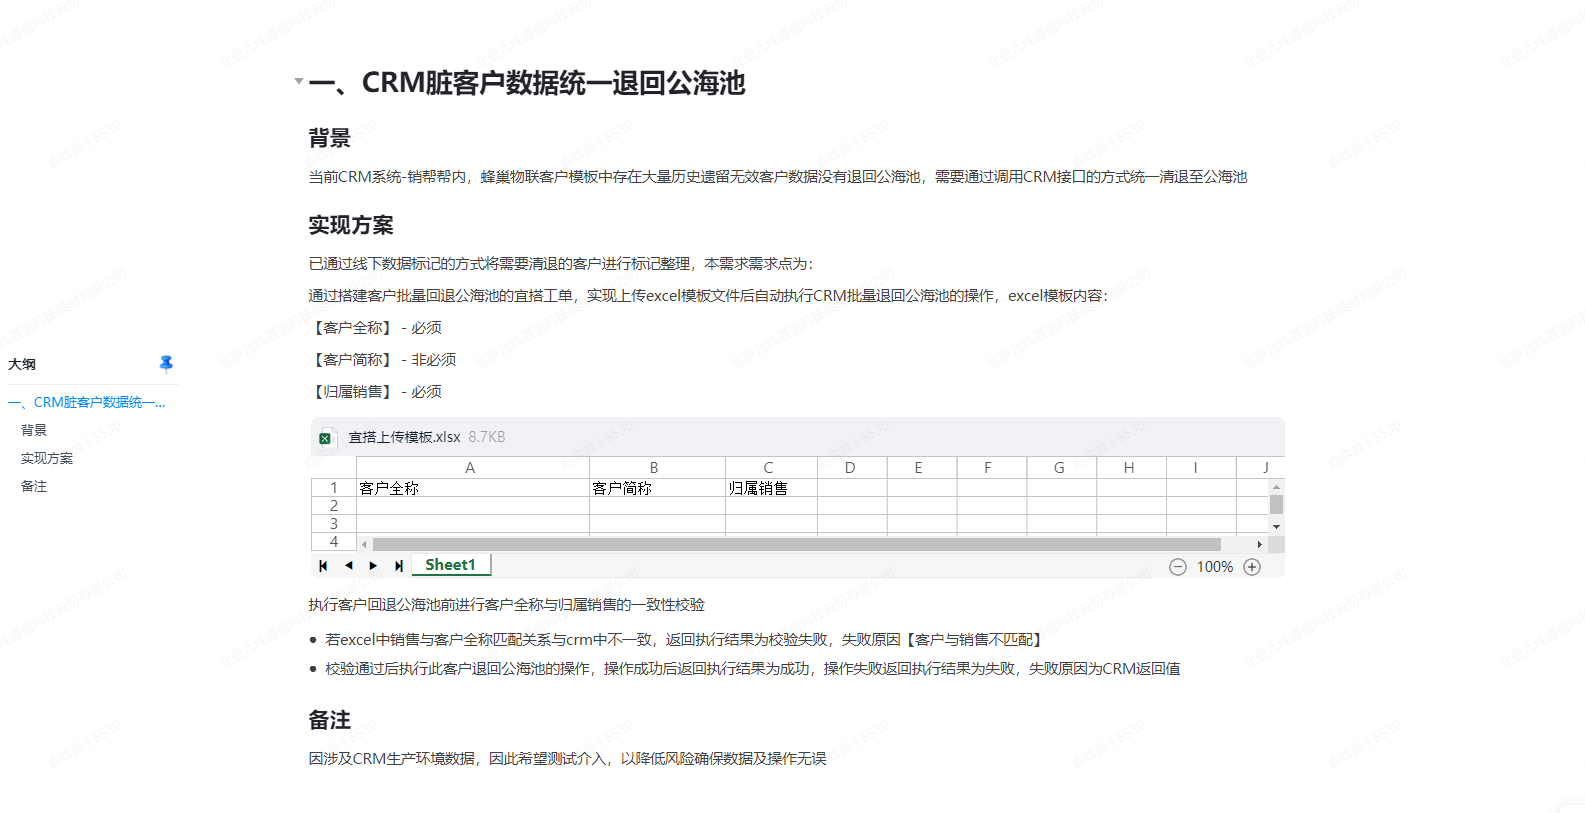 一、CRM脏客户数据统一退回公海池
背景
当前CRM系统-销帮帮内，蜂巢物联客户模板中存在大量历史遗留无效客户数据没有退回公海池，需要通过调用CRM接口的方式统一清退至公海池
实现方案
已通过线下数据标记的方式将需要清退的客户进行标记整理，本需求需求点为：
通过搭建客户批量回退公海池的宜搭工单，实现上传excel模板文件后自动执行CRM批量退回公海池的操作，excel模板内容：
【客户全称】 - 必须
【客户简称】 - 非必须
【归属销售】 - 必须
大纲
一、CRM脏客户数据统一...
背景
实现方案
备注
宜搭上传模板.xlsx 8.7KB
A B C D E F G H I J
1 客户全称 客户简称 归属销售
2
3
4
Sheet1
100%
执行客户回退公海池前进行客户全称与归属销售的一致性校验
● 若excel中销售与客户全称匹配关系与crm中不一致，返回执行结果为校验失败，失败原因【客户与销售不匹配】
● 校验通过后执行此客户退回公海池的操作，操作成功后返回执行结果为成功，操作失败返回执行结果为失败，失败原因为CRM返回值
备注
因涉及CRM生产环境数据，因此希望测试介入，以降低风险确保数据及操作无误